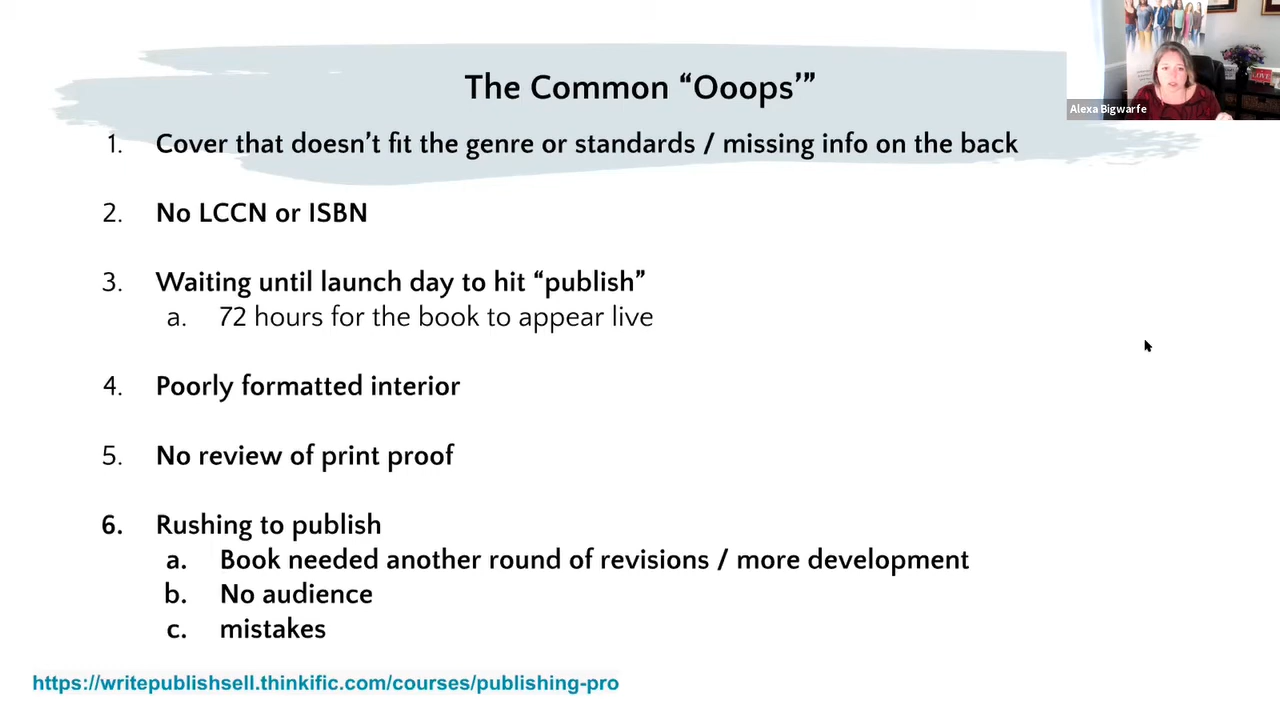 The Common “Ooops’”
Alexa Bigwarfe
LOVE
1. Cover that doesn’t fit the genre or standards / missing info on the back
2. No LCCN or ISBN
3. Waiting until launch day to hit “publish”
a. 72 hours for the book to appear live
4. Poorly formatted interior
5. No review of print proof
6. Rushing to publish
a. Book needed another round of revisions / more development
b. No audience
c. mistakes
https://writepublishsell.thinkific.com/courses/publishing-pro